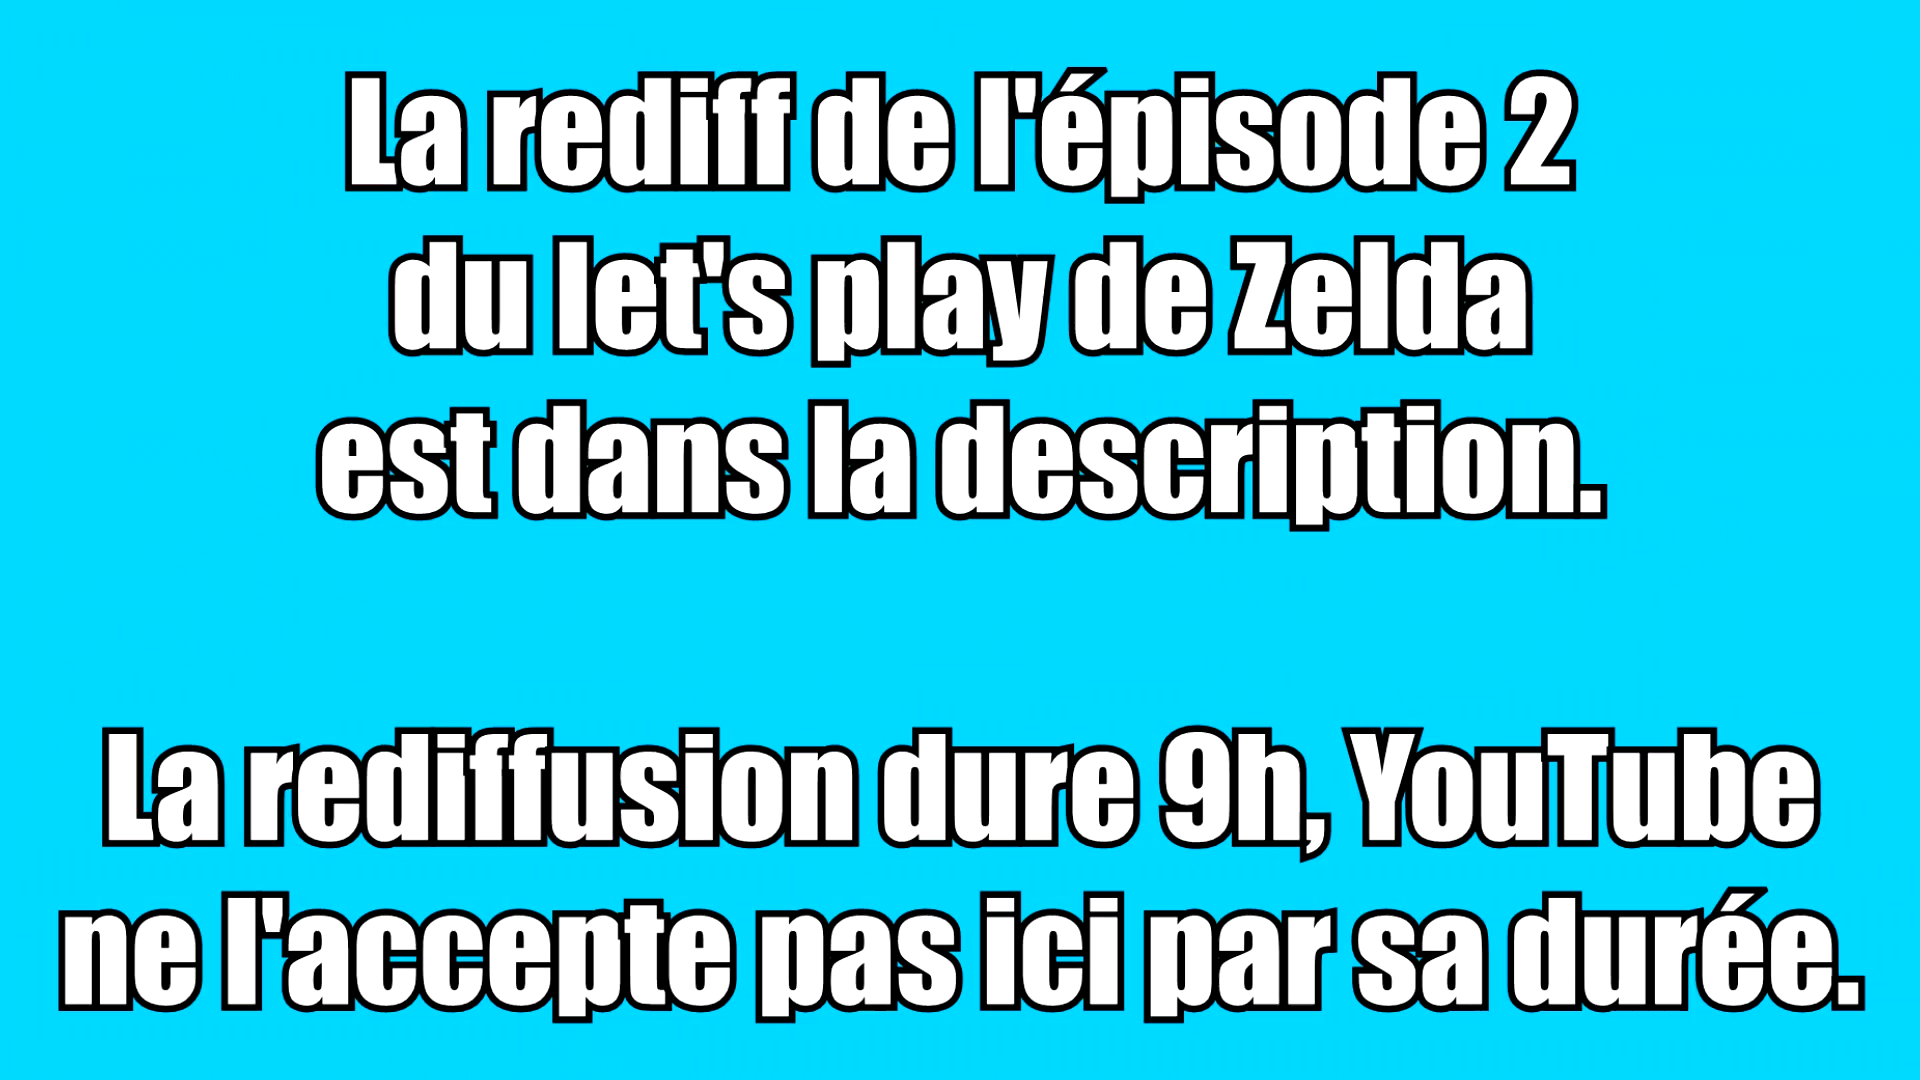 La rediff de l'épisode 2
du let's play de Zelda
est dans la description.
La rediffusion dure 9h, YouTube
ne l'accepte pas ici par sa durée.